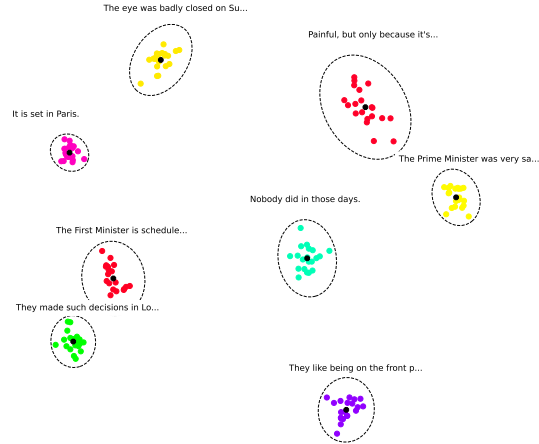 The eye was badly closed on Su...
Painful, but only because it's...
It is set in Paris.
The Prime Minister was very sa...
Nobody did in those days.
The First Minister is schedule...
They made such decisions in Lo...
They like being on the front p...